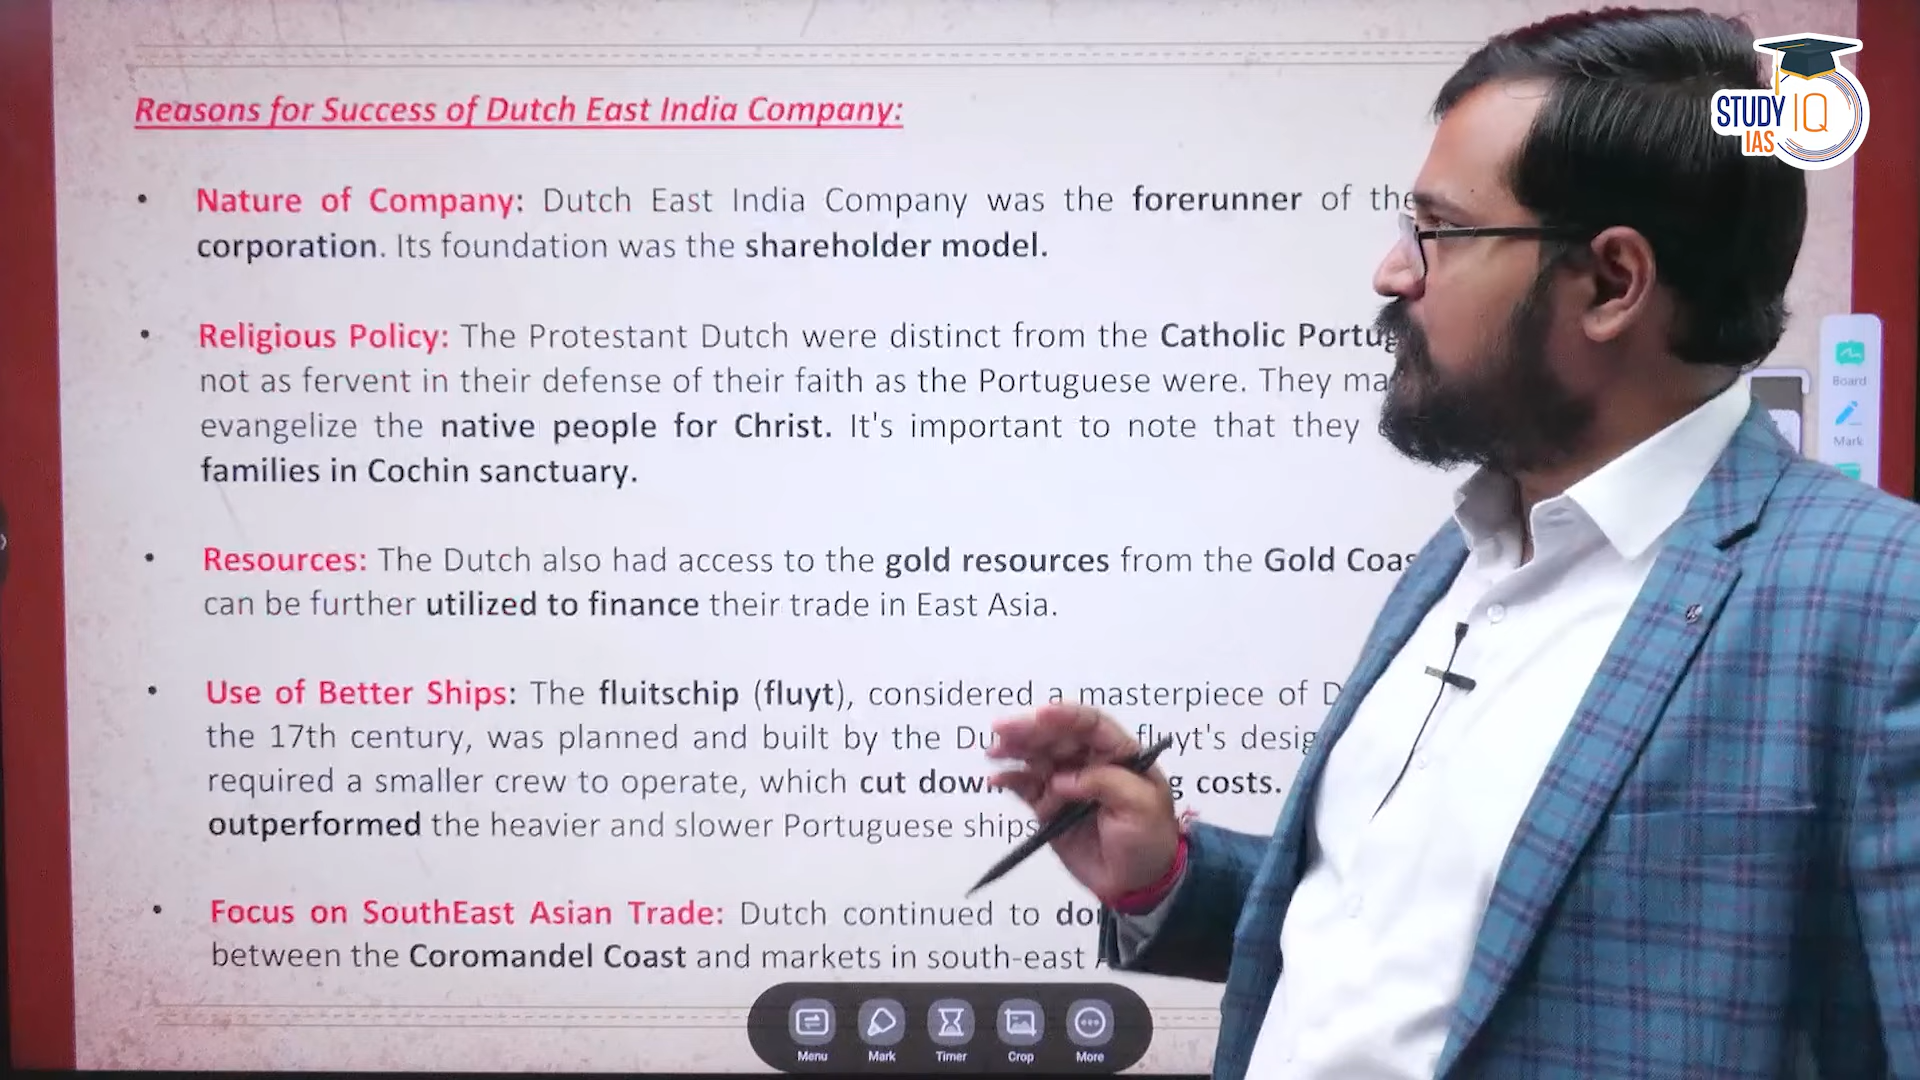 Reasons for Success of Dutch East India Company:
STUDY IQ
IAS
• Nature of Company: Dutch East India Company was the forerunner of the
corporation. Its foundation was the shareholder model.
• Religious Policy: The Protestant Dutch were distinct from the Catholic
not as fervent in their defense of their faith as the Portuguese were. They
evangelize the native people for Christ. It's important to note that they
families in Cochin sanctuary.
• Resources: The Dutch also had access to the gold resources from the Gold
can be further utilized to finance their trade in East Asia.
• Use of Better Ships: The fluitschip (fluyt), considered a masterpiece of
the 17th century, was planned and built by the fluyt's
required a smaller crew to operate, which cut costs.
outperformed the heavier and slower Portuguese ships
• Focus on SouthEast Asian Trade: Dutch continued to
between the Coromandel Coast and markets in south-east
Board
Mark
Menu Mark Timer Crop More